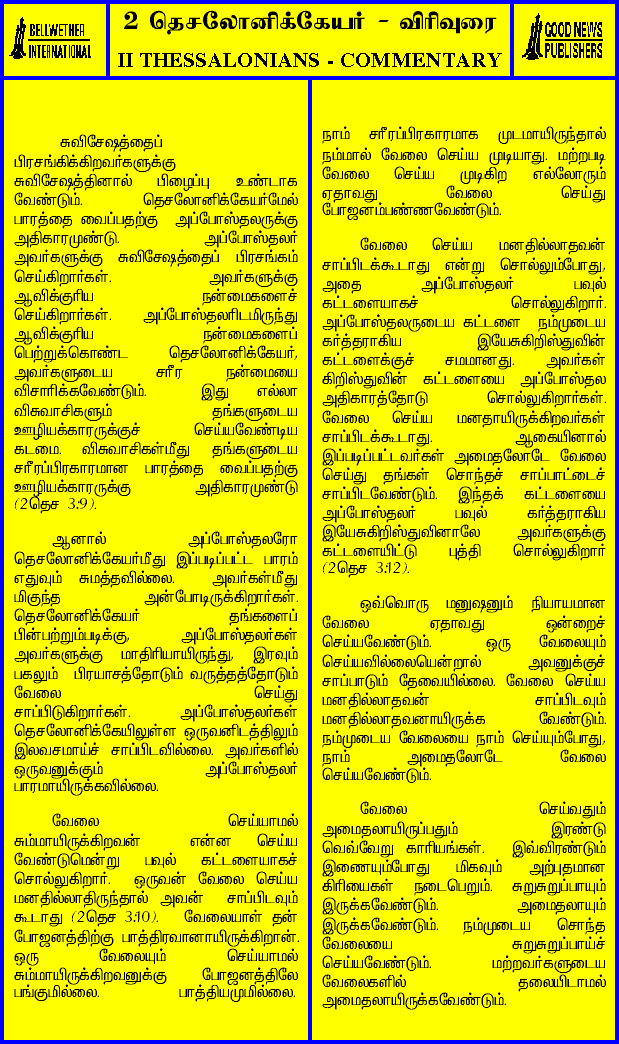 BELLWETHER
INTERNATIONAL
2 தெசலோனிக்கேயர் - விரிவுரை
II THESSALONIANS - COMMENTARY
GOOD NEWS
PUBLISHERS
சுவிசேஷத்தைப்
பிரசங்கிக்கிறவர்களுக்கு
சுவிசேஷத்தினால் பிழைப்பு உண்டாக
வேண்டும். தெசலோனிக்கேயர்மேல்
பாரத்தை வைப்பதற்கு அப்போஸ்தலருக்கு
அதிகாரமுண்டு. அப்போஸ்தலர்
அவர்களுக்கு சுவிசேஷத்தைப் பிரசங்கம்
செய்கிறார்கள். அவர்களுக்கு
ஆவிக்குரிய நன்மைகளைச்
செய்கிறார்கள். அப்போஸ்தலரிடமிருந்து
ஆவிக்குரிய நன்மைகளைப்
பெற்றுக்கொண்ட தெசலோனிக்கேயர்,
அவர்களுடைய சரீர நன்மையை
விசாரிக்கவேண்டும். இது எல்லா
விசுவாசிகளும் தங்களுடைய
ஊழியக்காரருக்குச் செய்யவேண்டிய
கடமை. விசுவாசிகள்மீது தங்களுடைய
சரீரப்பிரகாரமான பாரத்தை வைப்பதற்கு
ஊழியக்காரருக்கு அதிகாரமுண்டு
(2தெச 3:9).
ஆனால் அப்போஸ்தலரோ
தெசலோனிக்கேயர்மீது இப்படிப்பட்ட பாரம்
எதுவும் சுமத்தவில்லை. அவர்கள்மீது
மிகுந்த அன்போடிருக்கிறார்கள்.
தெசலோனிக்கேயர் தங்களைப்
பின்பற்றும்படிக்கு, அப்போஸ்தலர்கள்
அவர்களுக்கு மாதிரியாயிருந்து, இரவும்
பகலும் பிரயாசத்தோடும் வருத்தத்தோடும்
வேலை செய்து
சாப்பிடுகிறார்கள். அப்போஸ்தலர்கள்
தெசலோனிக்கேயிலுள்ள ஒருவனிடத்திலும்
இலவசமாய்ச் சாப்பிடவில்லை. அவர்களில்
ஒருவனுக்கும் அப்போஸ்தலர்
பாரமாயிருக்கவில்லை.
வேலை செய்யாமல்
சும்மாயிருக்கிறவன் என்ன செய்ய
வேண்டுமென்று பவுல் கட்டளையாகச்
சொல்லுகிறார். ஒருவன் வேலை செய்ய
மனதில்லாதிருந்தால் அவன் சாப்பிடவும்
கூடாது (2தெச 3:10). வேலையாள் தன்
போஜனத்திற்கு பாத்திரவானாயிருக்கிறான்.
ஒரு வேலையும் செய்யாமல்
சும்மாயிருக்கிறவனுக்கு போஜனத்திலே
பங்குமில்லை. பாத்தியமுமில்லை.
நாம் சரீரப்பிரகாரமாக முடமாயிருந்தால்
நம்மால் வேலை செய்ய முடியாது. மற்றபடி
வேலை செய்ய முடிகிற எல்லோரும்
ஏதாவது வேலை செய்து
போஜனம்பண்ணவேண்டும்.
வேலை செய்ய மனதில்லாதவன்
சாப்பிடக்கூடாது என்று சொல்லும்போது,
அதை அப்போஸ்தலர் பவுல்
கட்டளையாகச் சொல்லுகிறார்.
அப்போஸ்தலருடைய கட்டளை நம்முடைய
கர்த்தராகிய இயேசுகிறிஸ்துவின்
கட்டளைக்குச் சமமானது. அவர்கள்
கிறிஸ்துவின் கட்டளையை அப்போஸ்தல
அதிகாரத்தோடு சொல்லுகிறார்கள்.
வேலை செய்ய மனதாயிருக்கிறவர்கள்
சாப்பிடக்கூடாது. ஆகையினால்
இப்படிப்பட்டவர்கள் அமைதலோடே வேலை
செய்து தங்கள் சொந்தச் சாப்பாட்டைச்
சாப்பிடவேண்டும். இந்தக் கட்டளையை
அப்போஸ்தலர் பவுல் கர்த்தராகிய
இயேசுகிறிஸ்துவினாலே அவர்களுக்கு
கட்டளையிட்டு புத்தி சொல்லுகிறார்
(2தெச 3:12).
ஒவ்வொரு மனுஷனும் நியாயமான
வேலை ஏதாவது ஒன்றைச்
செய்யவேண்டும். ஒரு வேலையும்
செய்யவில்லையென்றால் அவனுக்குச்
சாப்பாடும் தேவையில்லை. வேலை செய்ய
மனதில்லாதவன் சாப்பிடவும்
மனதில்லாதவனாயிருக்க வேண்டும்.
நம்முடைய வேலையை நாம் செய்யும்போது,
நாம் அமைதலோடே வேலை
செய்யவேண்டும்.
வேலை செய்வதும்
அமைதலாயிருப்பதும் இரண்டு
வெவ்வேறு காரியங்கள். இவ்விரண்டும்
இணையும்போது மிகவும் அற்புதமான
கிரியைகள் நடைபெறும். சுறுசுறுப்பாயும்
இருக்கவேண்டும். அமைதலாயும்
இருக்கவேண்டும். நம்முடைய சொந்த
வேலையை சுறுசுறுப்பாய்ச்
செய்யவேண்டும். மற்றவர்களுடைய
வேலைகளில் தலையிடாமல்
அமைதலாயிருக்கவேண்டும்.